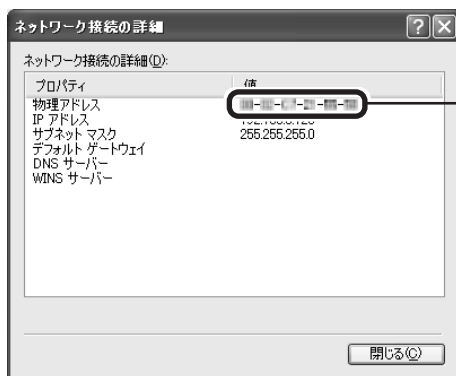 ネットワーク接続の詳細
ネットワーク接続の詳細(D):
プロパティ 値
物理アドレス
IP アドレス
サブネット マスク 255.255.255.0
デフォルト ゲートウェイ
DNS サーバー
WINS サーバー
閉じる(C)